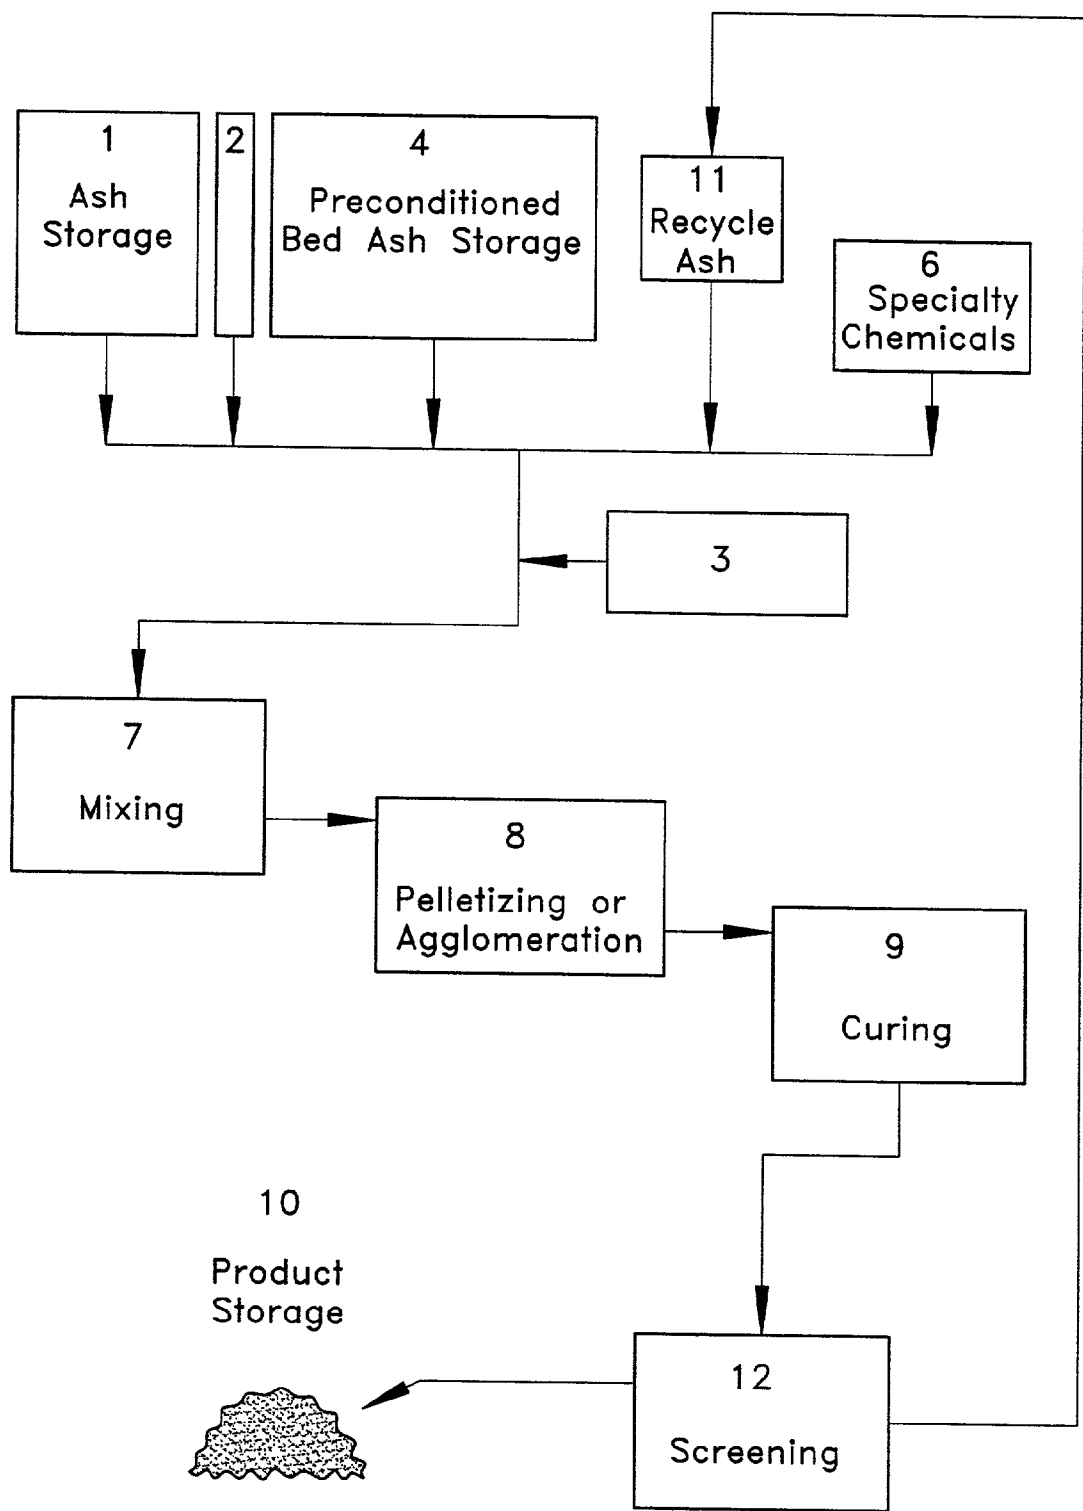 1
Ash
Storage
2
4
Preconditioned
Bed Ash Storage
11
Recycle
Ash
6
Specialty
Chemicals
3
7
Mixing
8
Pelletizing or
Agglomeration
9
Curing
10
Product
Storage
12
Screening